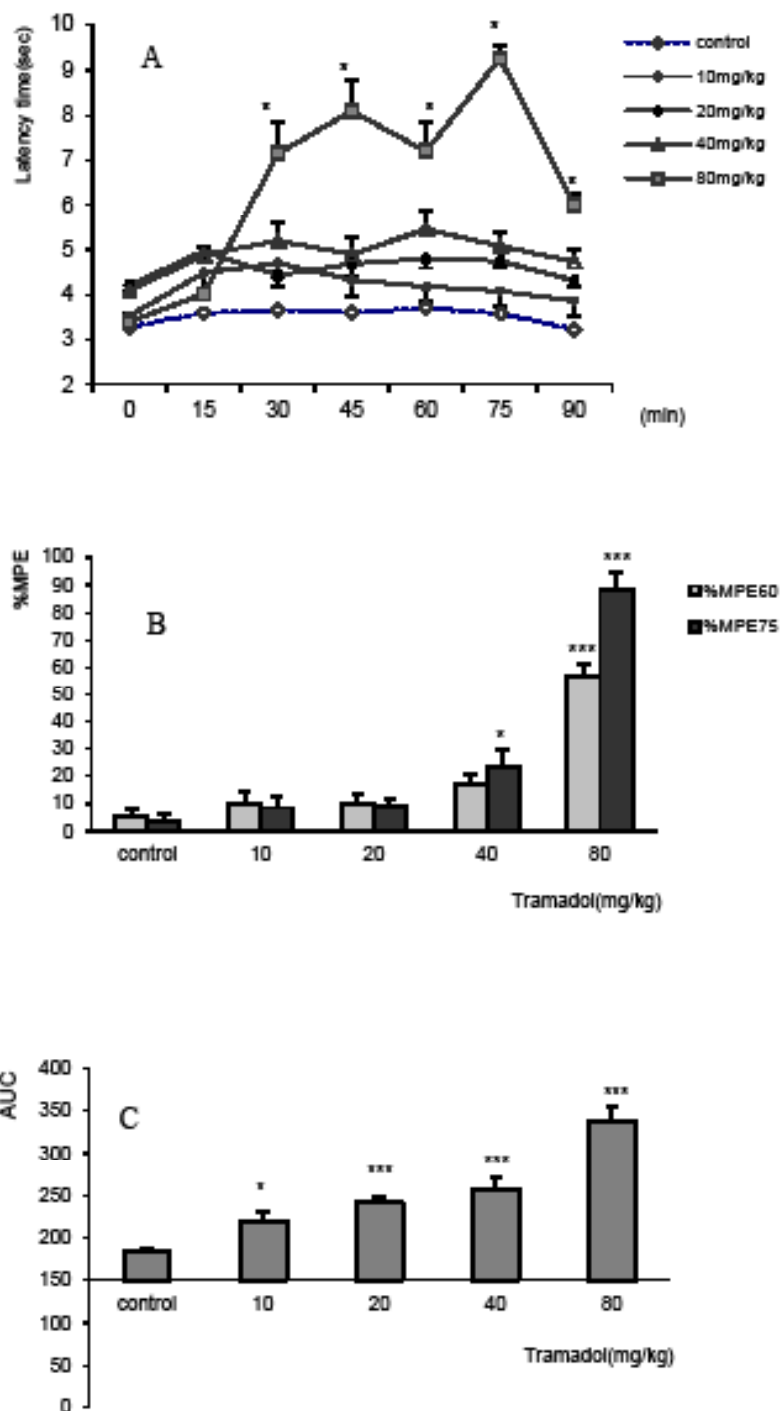 A
Latency time(sec)
10
9
8
7
6
5
4
3
2
* * * * *
0 15 30 45 60 75 90 (min)
control
10mg/kg
20mg/kg
40mg/kg
80mg/kg
B
%MPE
100
90
80
70
60
50
40
30
20
10
0
* *** ***
control 10 20 40 80
Tramadol(mg/kg)
%MPE60
%MPE75
C
AUC
400
350
300
250
200
150
100
50
0
* *** *** ***
control 10 20 40 80
Tramadol(mg/kg)